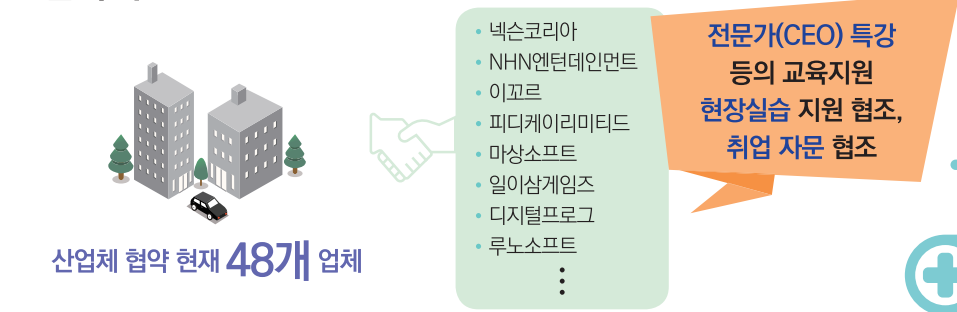 산업체 협약 현재 48개 업체
• 넥슨코리아
• NHN엔턴데인먼트
• 이꼬르
• 피디케이리미티드
• 마상소프트
• 일이삼게임즈
• 디지털프로그
• 루노소프트
⋮
전문가(CEO) 특강
등의 교육지원
현장실습 지원 협조,
취업 자문 협조